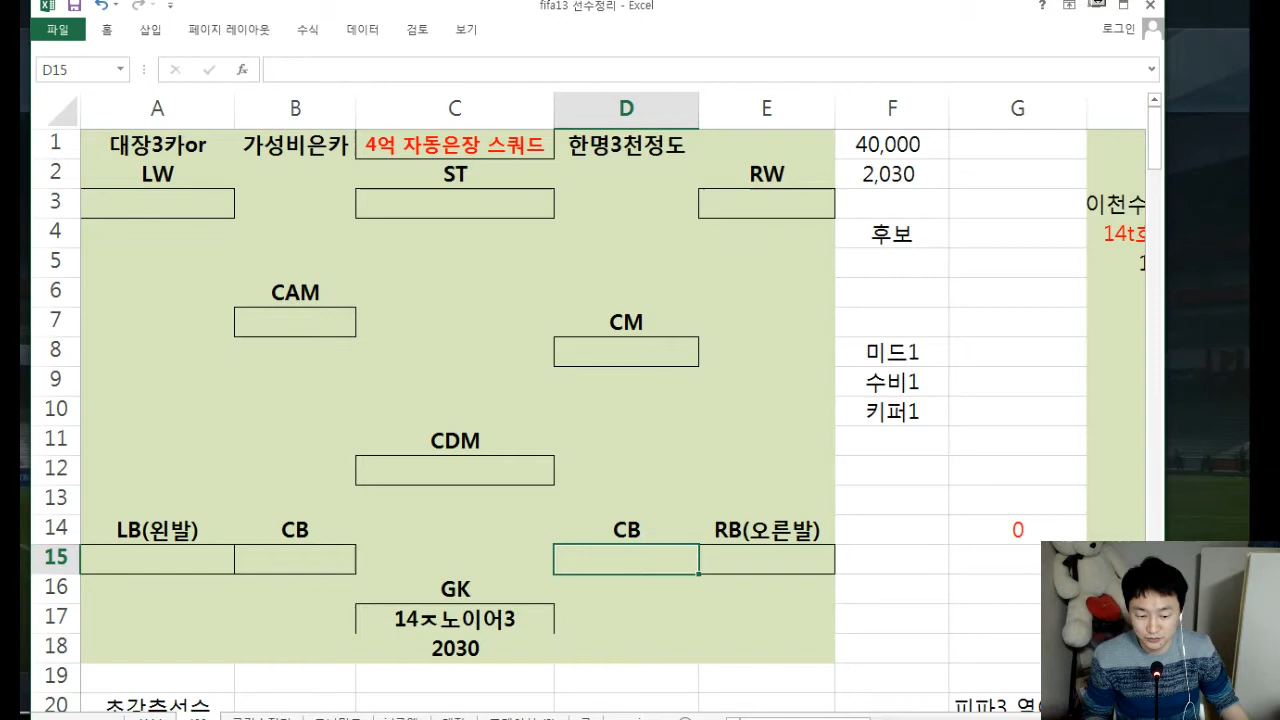 fifa13 선수정리 - Excel
파일 홈 삽입 페이지 레이아웃 수식 데이터 검토 보기 로그인
D15 fx
A B C D E F G
1 대장3카or 가성비은카 4억 자동은장 스쿼드 한명3천정도 40,000
2 LW ST RW 2,030
3 이천수
4 후보
5
6 CAM
7 CM
8 미드1
9 수비1
10 키퍼1
11 CDM
12
13
14 LB(왼발) CB CB RB(오른발) 0
15
16 GK
17 14ㅈ노이어3
18 2030
19
20